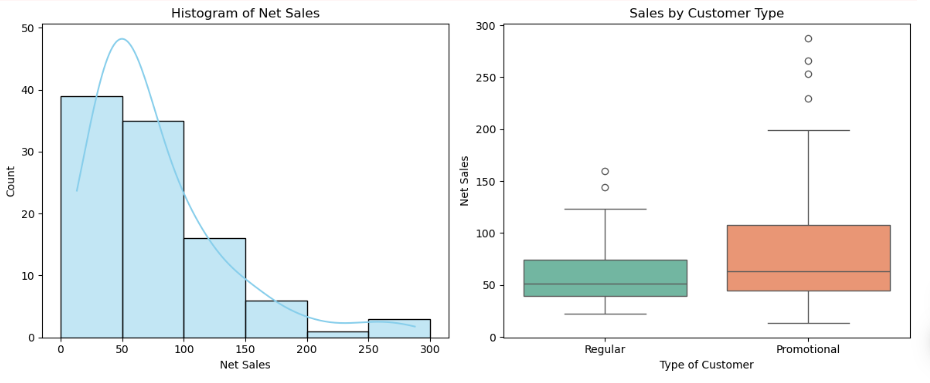 Histogram of Net Sales
50
40
30
20
10
0
Count
0 50 100 150 200 250 300
Net Sales
Sales by Customer Type
300
250
200
150
100
50
0
Net Sales
Regular Promotional
Type of Customer